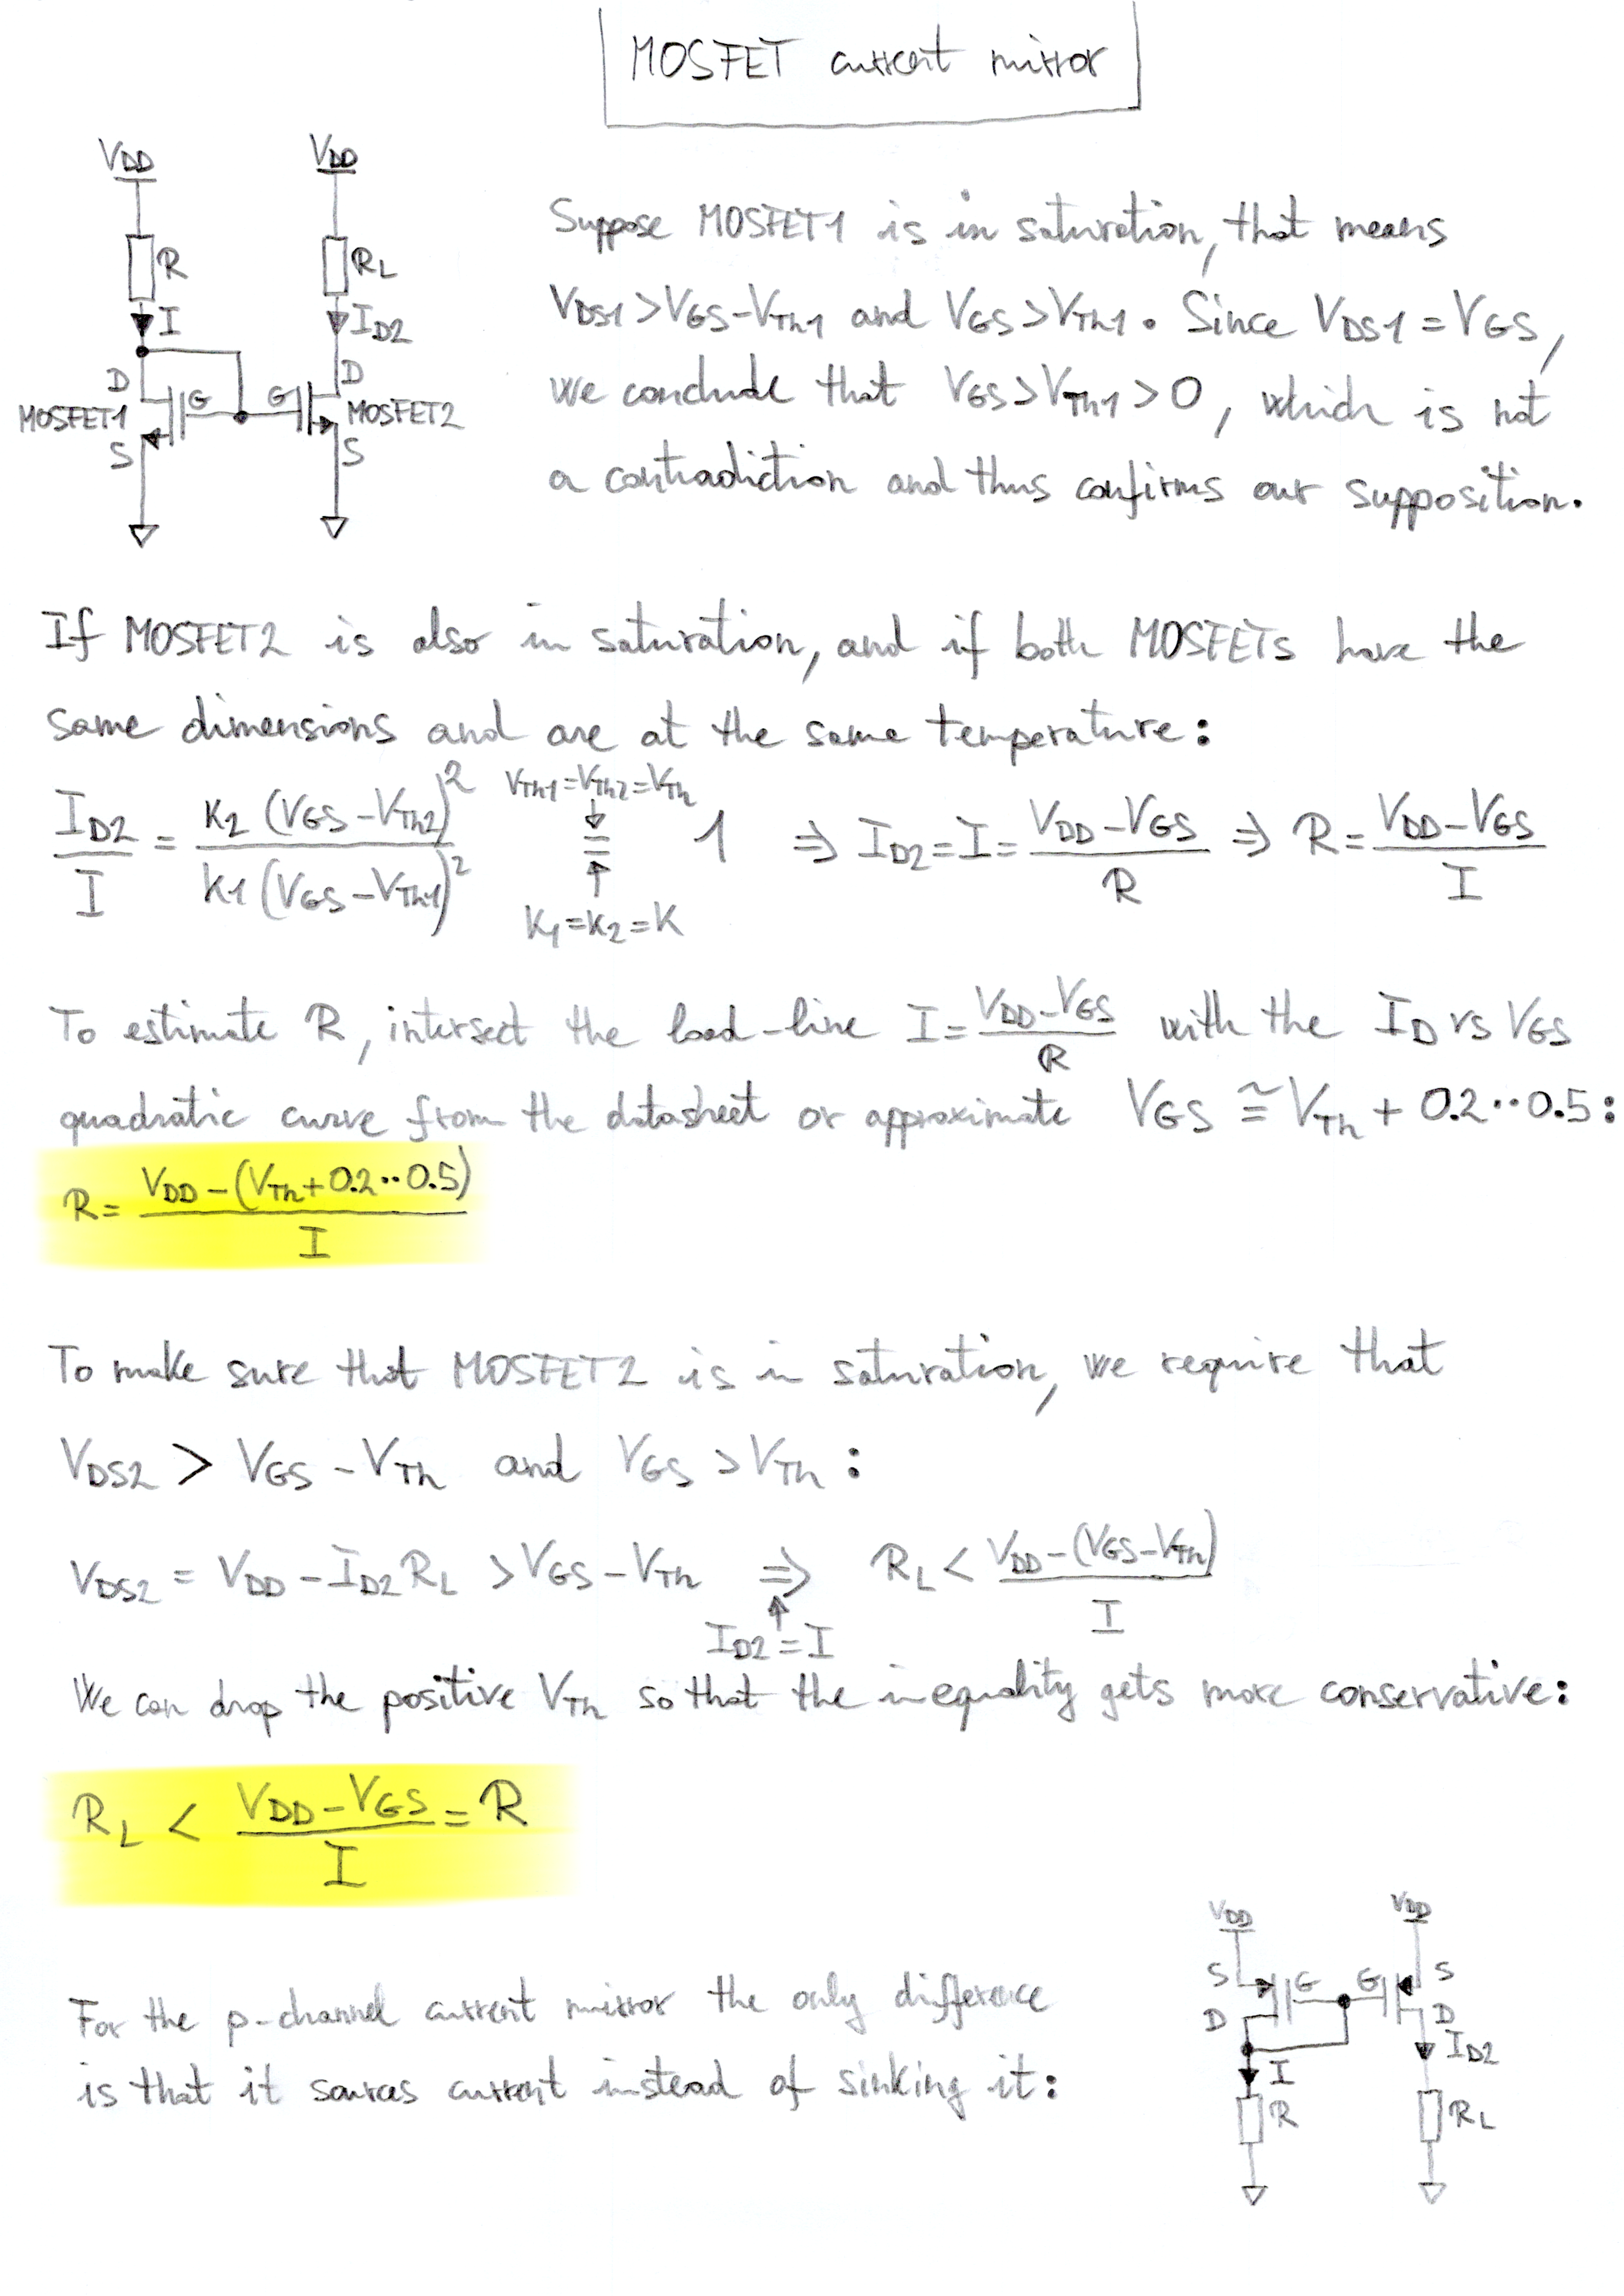 MOSFET current mirror
VDD VDD
R RL
I ID2
D D
MOSFET1 G G MOSFET2
S S
Suppose MOSFET1 is in saturation, that means
VDS1 > VGS - VTh1 and VGS > VTh1. Since VDS1 = VGS,
we conclude that VGS > VTh1 > 0, which is not
a contradiction and thus confirms our supposition.
If MOSFET2 is also in saturation, and if both MOSFETs have the
same dimensions and are at the same temperature:
VTh1 = VTh2 = VTh
ID2/I = K2 (VGS - VTh2)²/K1 (VGS - VTh1)² = 1 ⇒ ID2 = I = (VDD - VGS)/R ⇒ R = (VDD - VGS)/I
K1 = K2 = K
To estimate R, intersect the load-line I = (VDD - VGS)/R with the ID vs VGS
quadratic curve from the datasheet or approximate VGS ≅ VTh + 0.2··0.5:
R = (VDD - (VTh + 0.2··0.5))/I
To make sure that MOSFET2 is in saturation, we require that
VDS2 > VGS - VTh and VGS > VTh:
VDS2 = VDD - ID2 RL > VGS - VTh ⇒ RL < (VDD - (VGS - VTh))/I
ID2 = I
We can drop the positive VTh so that the inequality gets more conservative:
RL < (VDD - VGS)/I = R
For the p-channel current mirror the only difference
is that it sources current instead of sinking it:
VDD VDD
S G G S
D D
I ID2
R RL